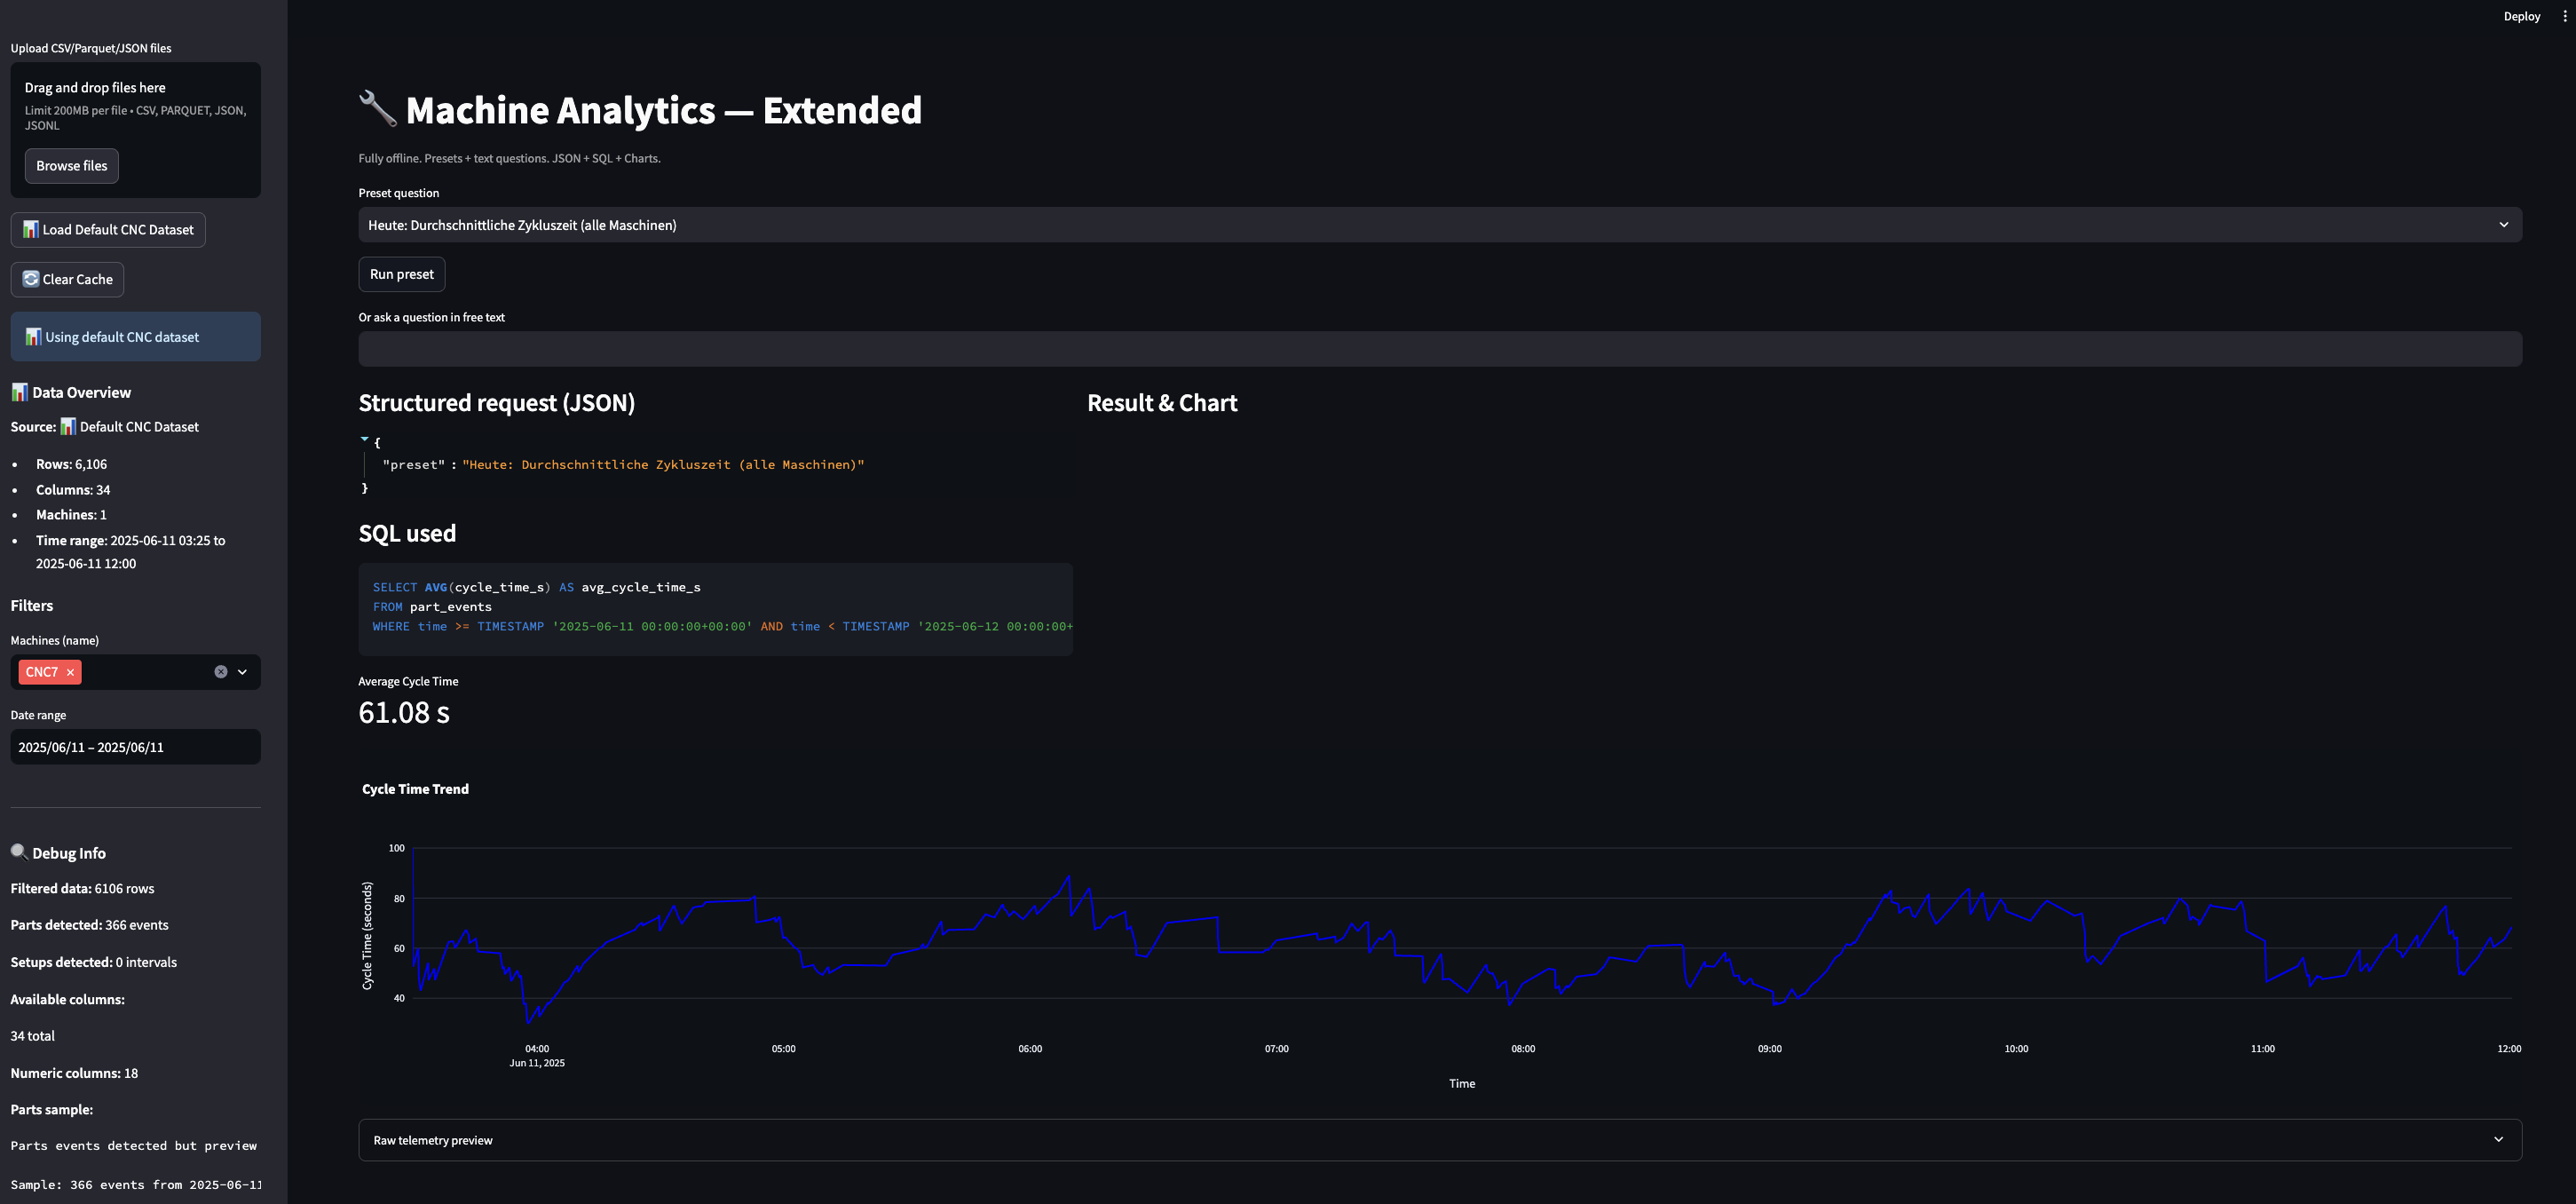 Deploy
Upload CSV/Parquet/JSON files
Drag and drop files here
Limit 200MB per file • CSV, PARQUET, JSON,
JSONL
Browse files
Load Default CNC Dataset
Clear Cache
Using default CNC dataset
Data Overview
Source: Default CNC Dataset
• Rows: 6,106
• Columns: 34
• Machines: 1
• Time range: 2025-06-11 03:25 to
2025-06-11 12:00
Filters
Machines (name)
CNC7 ×
Date range
2025/06/11 – 2025/06/11
Debug Info
Filtered data: 6106 rows
Parts detected: 366 events
Setups detected: 0 intervals
Available columns:
34 total
Numeric columns: 18
Parts sample:
Parts events detected but preview
Sample: 366 events from 2025-06-11
Machine Analytics — Extended
Fully offline. Presets + text questions. JSON + SQL + Charts.
Preset question
Heute: Durchschnittliche Zykluszeit (alle Maschinen)
Run preset
Or ask a question in free text
Structured request (JSON)
{
"preset" : "Heute: Durchschnittliche Zykluszeit (alle Maschinen)"
}
SQL used
SELECT AVG(cycle_time_s) AS avg_cycle_time_s
FROM part_events
WHERE time >= TIMESTAMP '2025-06-11 00:00:00+00:00' AND time < TIMESTAMP '2025-06-12 00:00:00+
Result & Chart
Average Cycle Time
61.08 s
Cycle Time Trend
Cycle Time (seconds)
100
80
60
40
04:00 05:00 06:00 07:00 08:00 09:00 10:00 11:00 12:00
Jun 11, 2025
Time
Raw telemetry preview